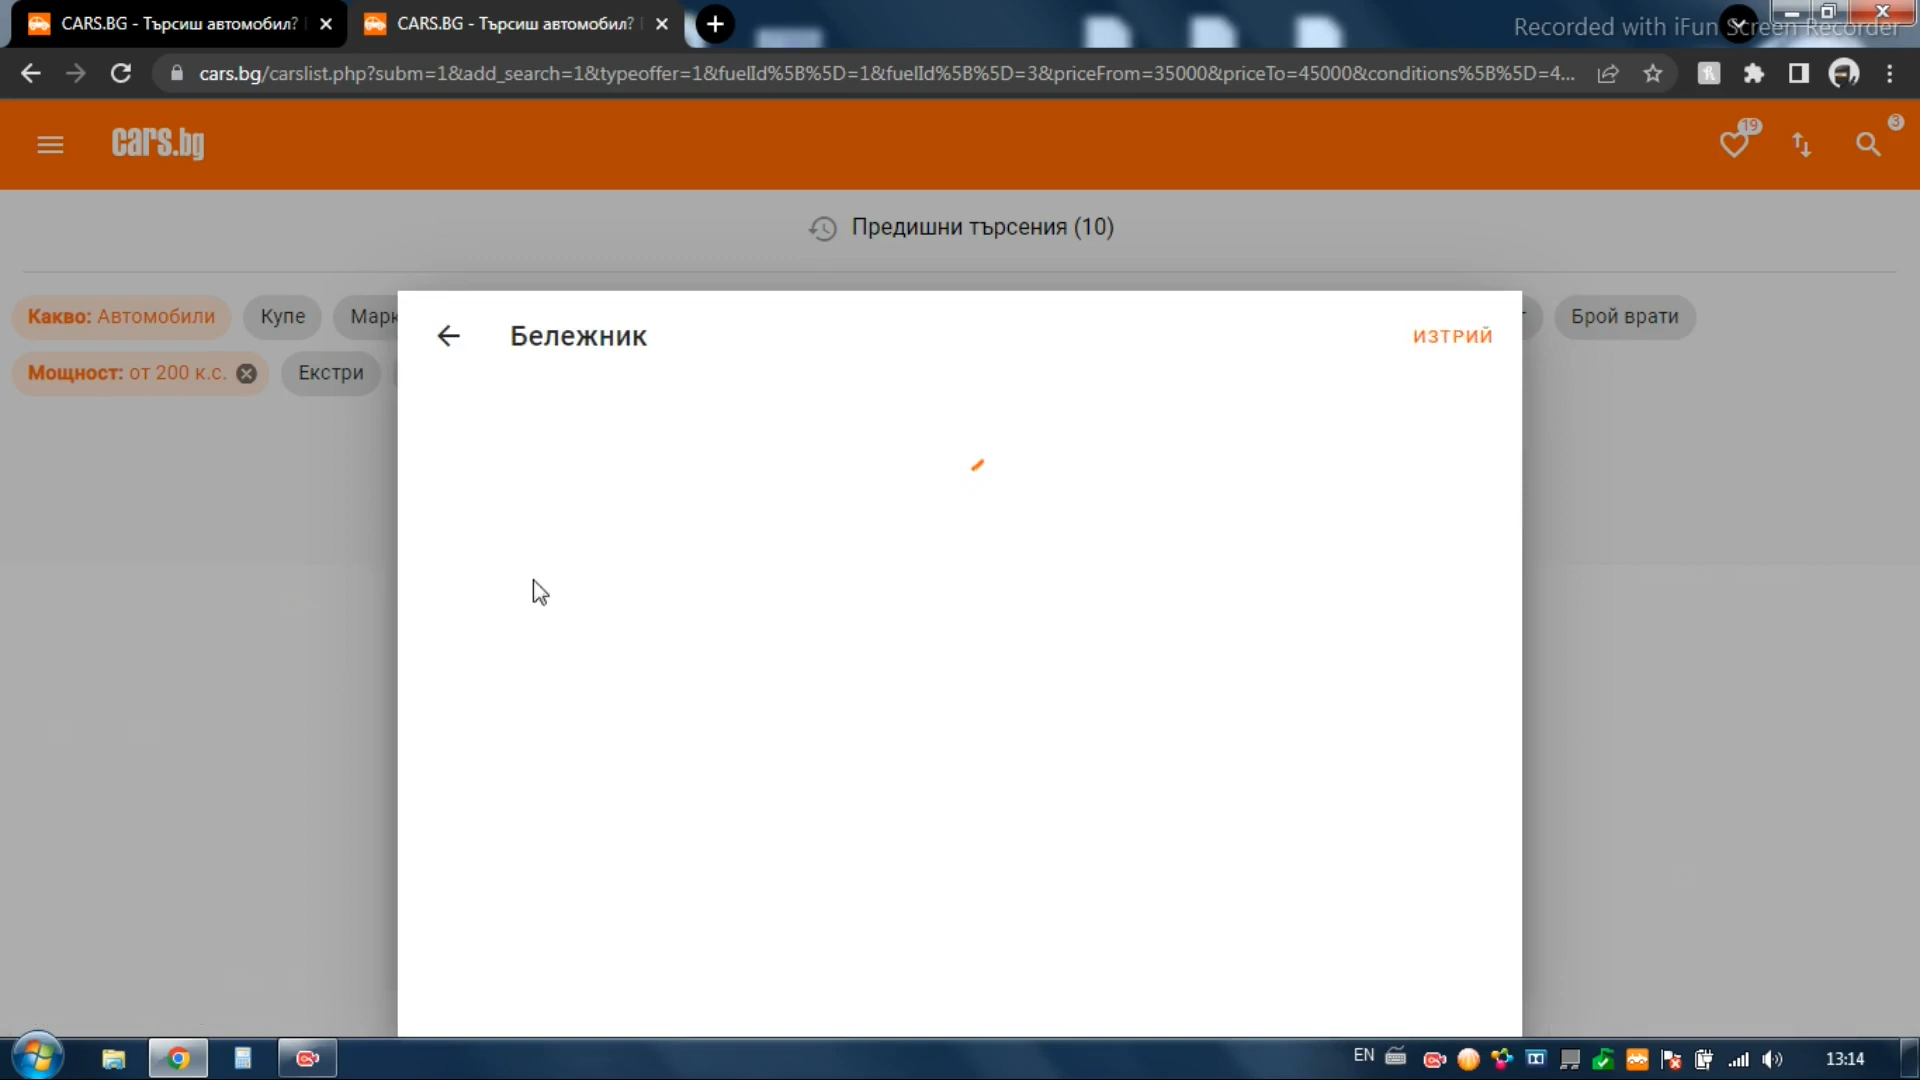 CARS.BG - Търсиш автомобил?
CARS.BG - Търсиш автомобил?
Recorded with iFun Screen Recorder
cars.bg/carslist.php?subm=1&add_search=1&typeoffer=1&fuelId%5B%5D=1&fuelId%5B%5D=3&priceFrom=35000&priceTo=45000&conditions%5B%5D=4...
cars.bg
19
3
Предишни търсения (10)
Какво: Автомобили
Купе
Марк
Брой врати
Мощност: от 200 к.с.
Екстри
Бележник
ИЗТРИЙ
EN
13:14